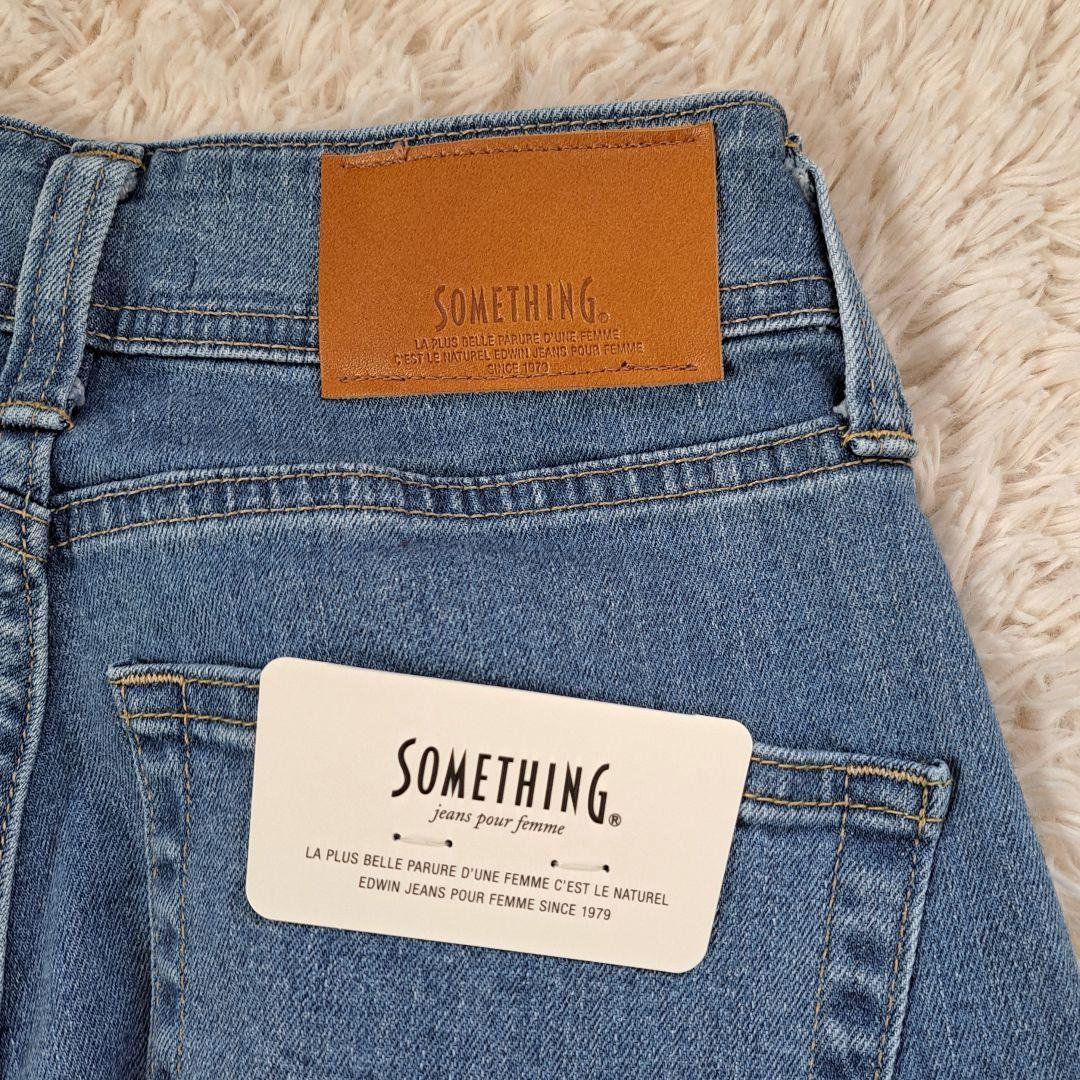 SOMETHING®
LA PLUS BELLE PARURE D'UNE FEMME
C'EST LE NATUREL EDWIN JEANS POUR FEMME
SINCE 1979
SOMETHING®
jeans pour femme
LA PLUS BELLE PARURE D'UNE FEMME C'EST LE NATUREL
EDWIN JEANS POUR FEMME SINCE 1979